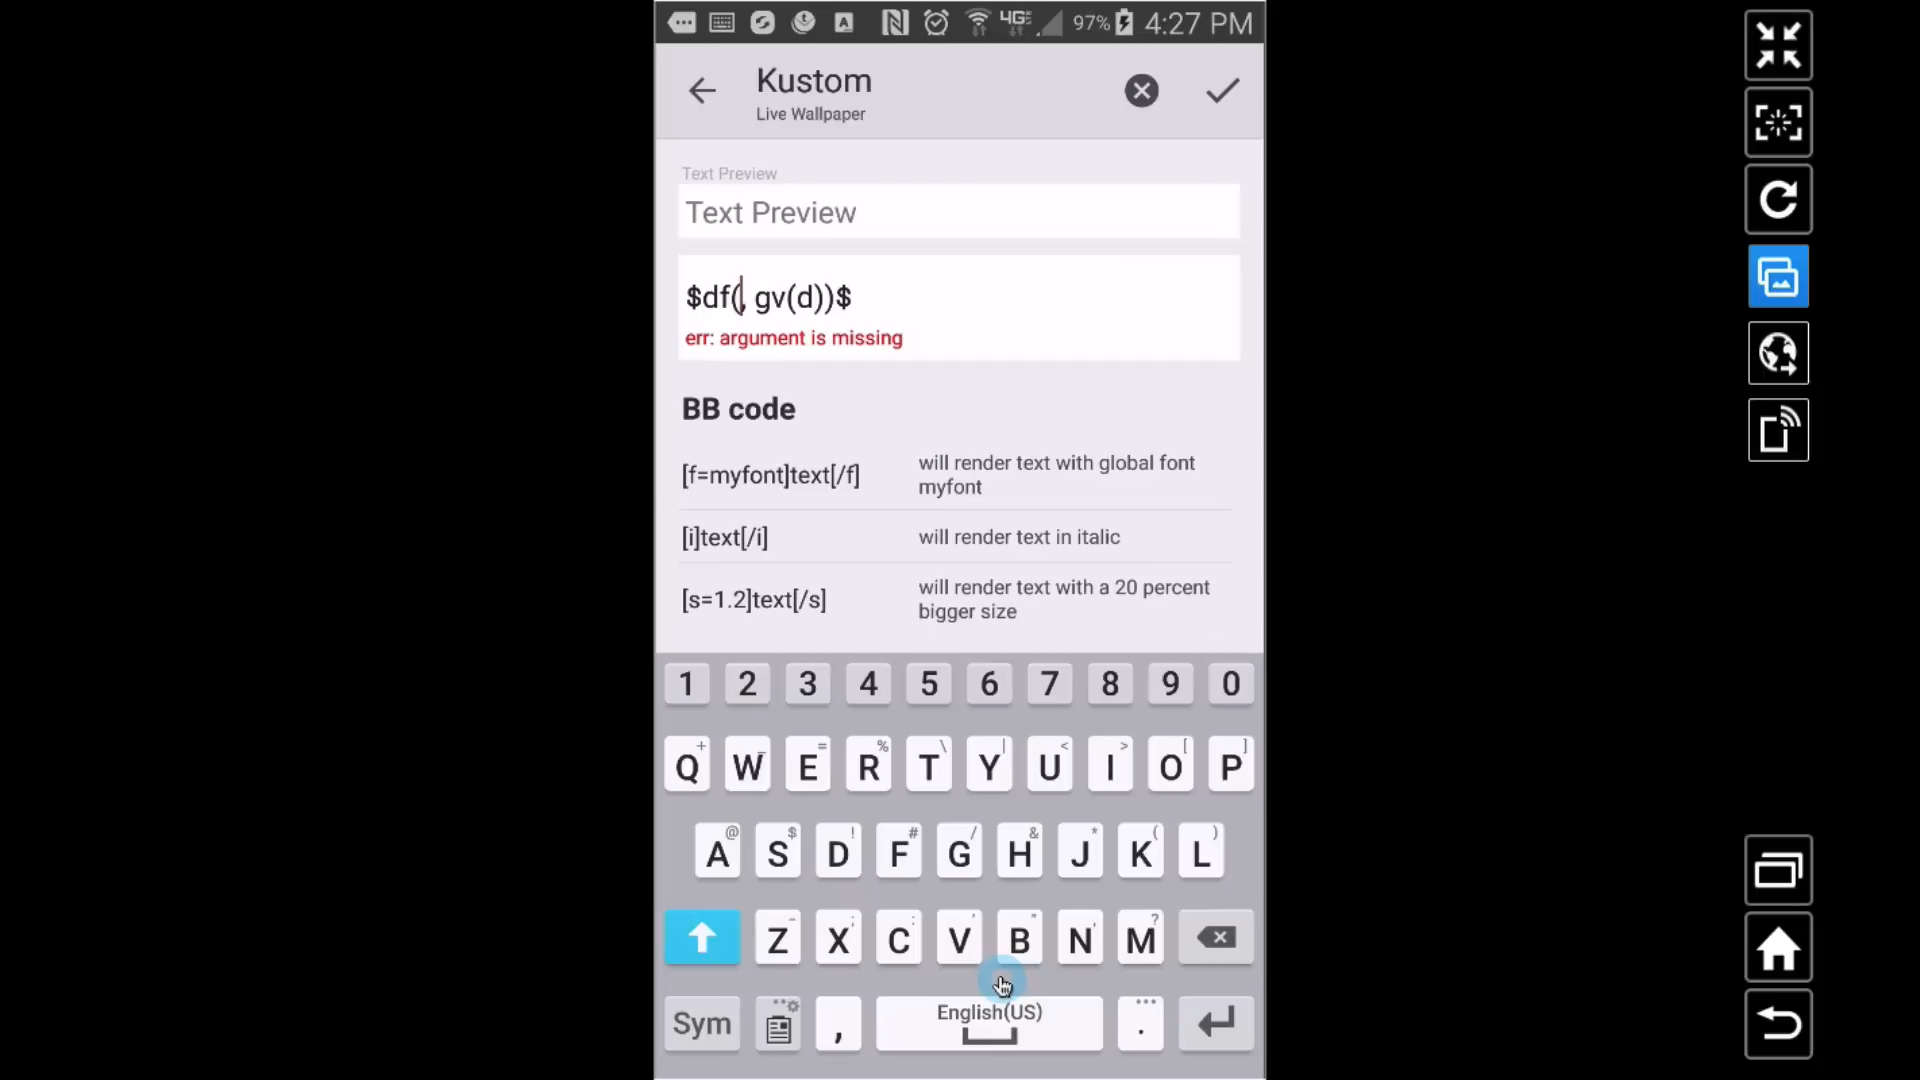 97% 4:27 PM
4G
Kustom
Live Wallpaper
Text Preview
Text Preview
$df(, gv(d))$
err: argument is missing
BB code
[f=myfont]text[/f]
will render text with global font
myfont
[i]text[/i]
will render text in italic
[s=1.2]text[/s]
will render text with a 20 percent
bigger size
1 2 3 4 5 6 7 8 9 0
+ _ = % \ | < > [ ]
Q W E R T Y U I O P
@ $ ! # / & * ( )
A S D F G H J K L
- ; : ' " ?
Z X C V B N M
Sym , English(US) .